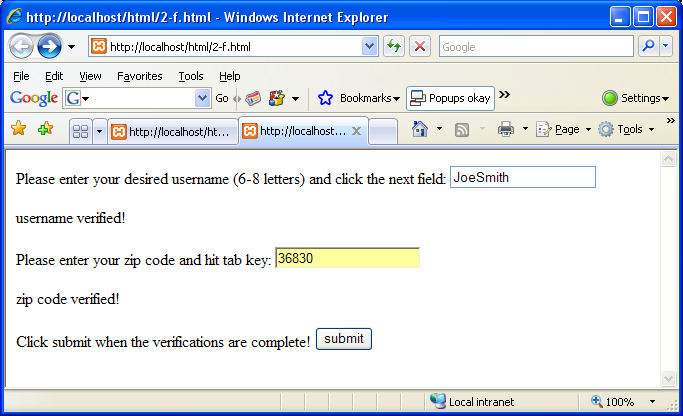 http://localhost/html/2-f.html - Windows Internet Explorer
http://localhost/html/2-f.html Google
File Edit View Favorites Tools Help
Google G Go Bookmarks Popups okay » Settings
http://localhost/ht... http://localhost... Page Tools »
Please enter your desired username (6-8 letters) and click the next field: JoeSmith
username verified!
Please enter your zip code and hit tab key: 36830
zip code verified!
Click submit when the verifications are complete! submit
Local intranet 100%